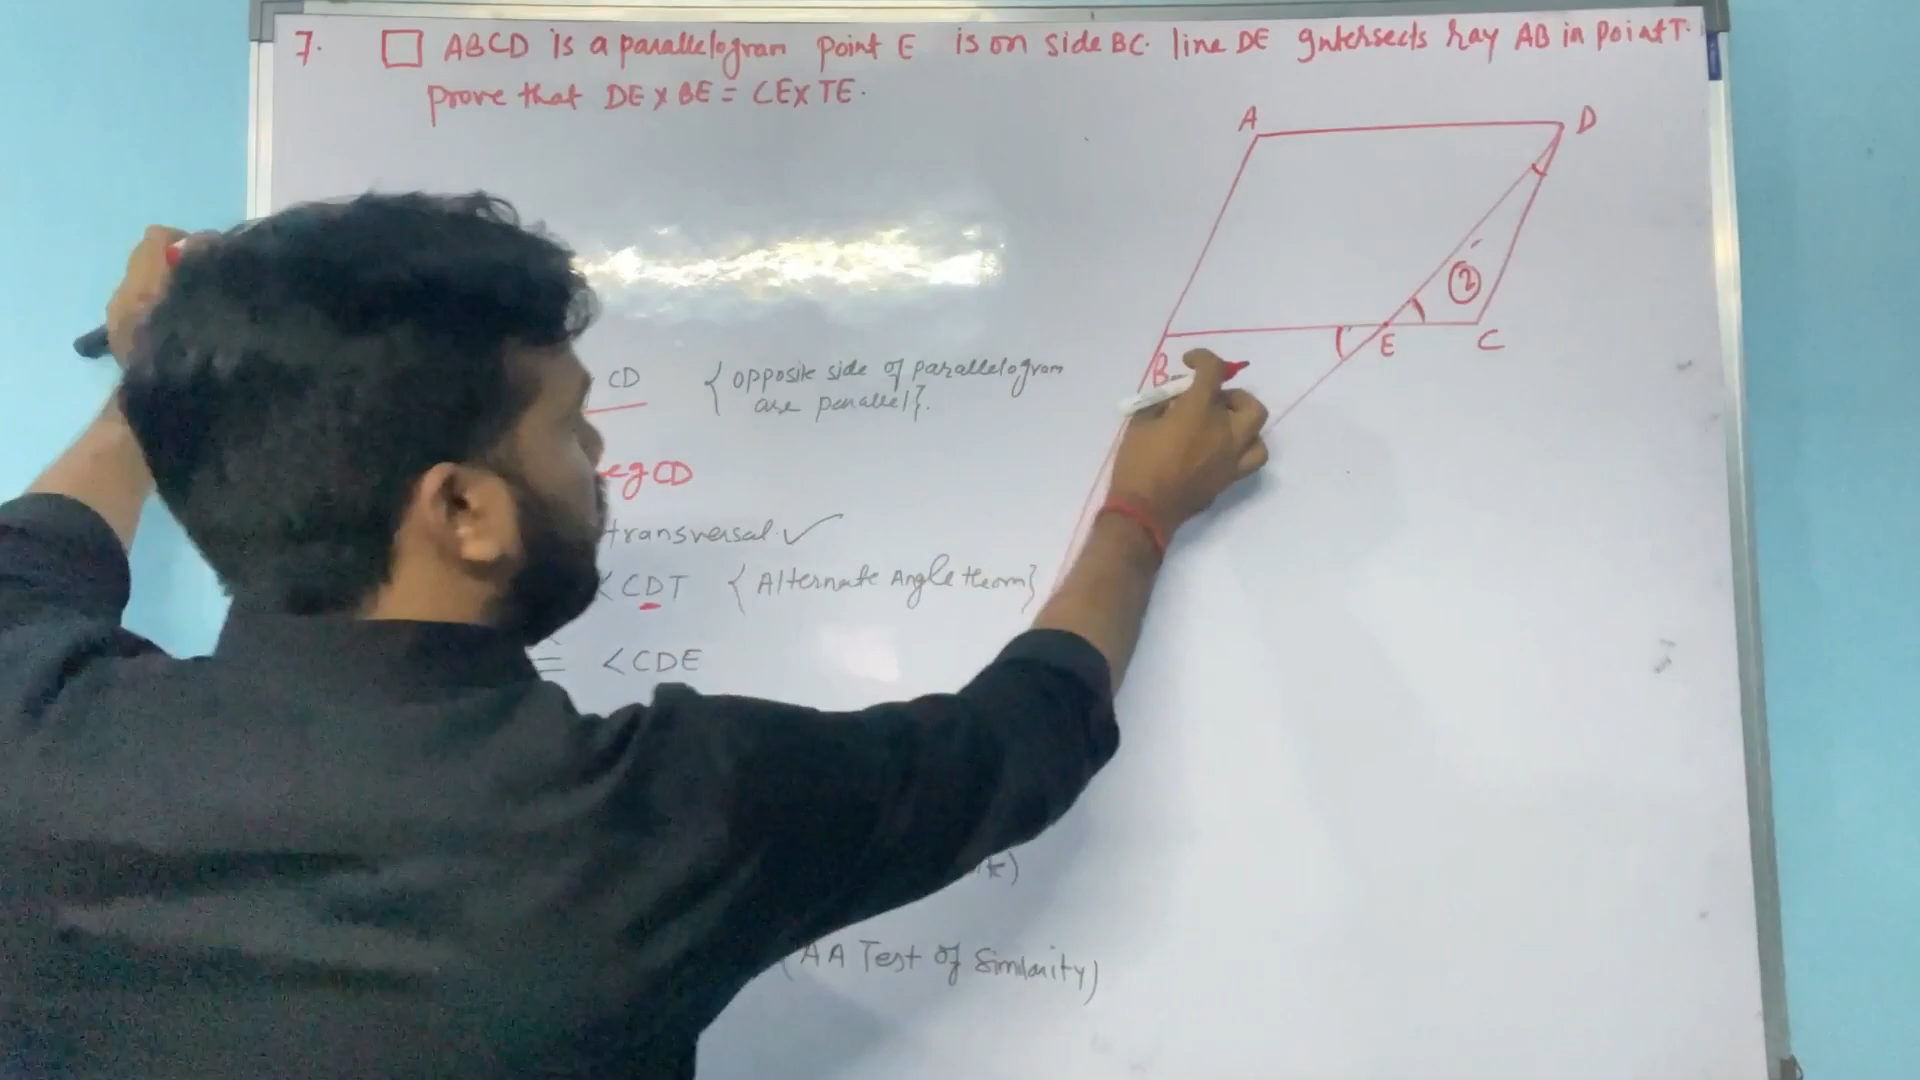 7. □ ABCD is a parallelogram point E is on side BC. line DE intersects ray AB in point T.
prove that DE x BE = CE x TE.
A
D
②
B
E
C
CD { opposite side of parallelogram
are parallel}.
seg CD
transversal ✓
< CDT { Alternate Angle theorm}
≅ <CDE
(AA Test of Similarity)